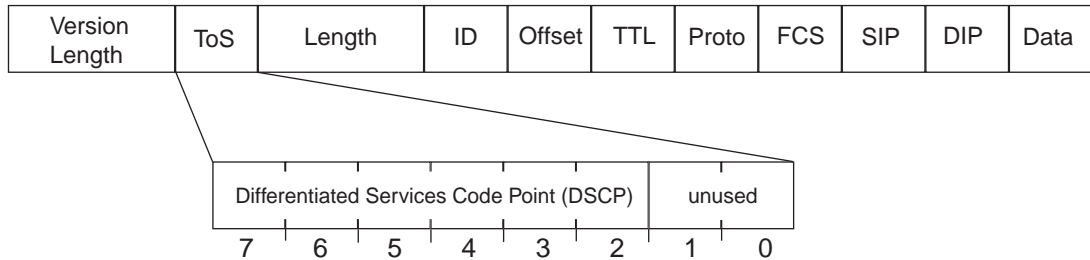 Version
Length
ToS
Length
ID
Offset
TTL
Proto
FCS
SIP
DIP
Data
Differentiated Services Code Point (DSCP)
unused
7 6 5 4 3 2 1 0